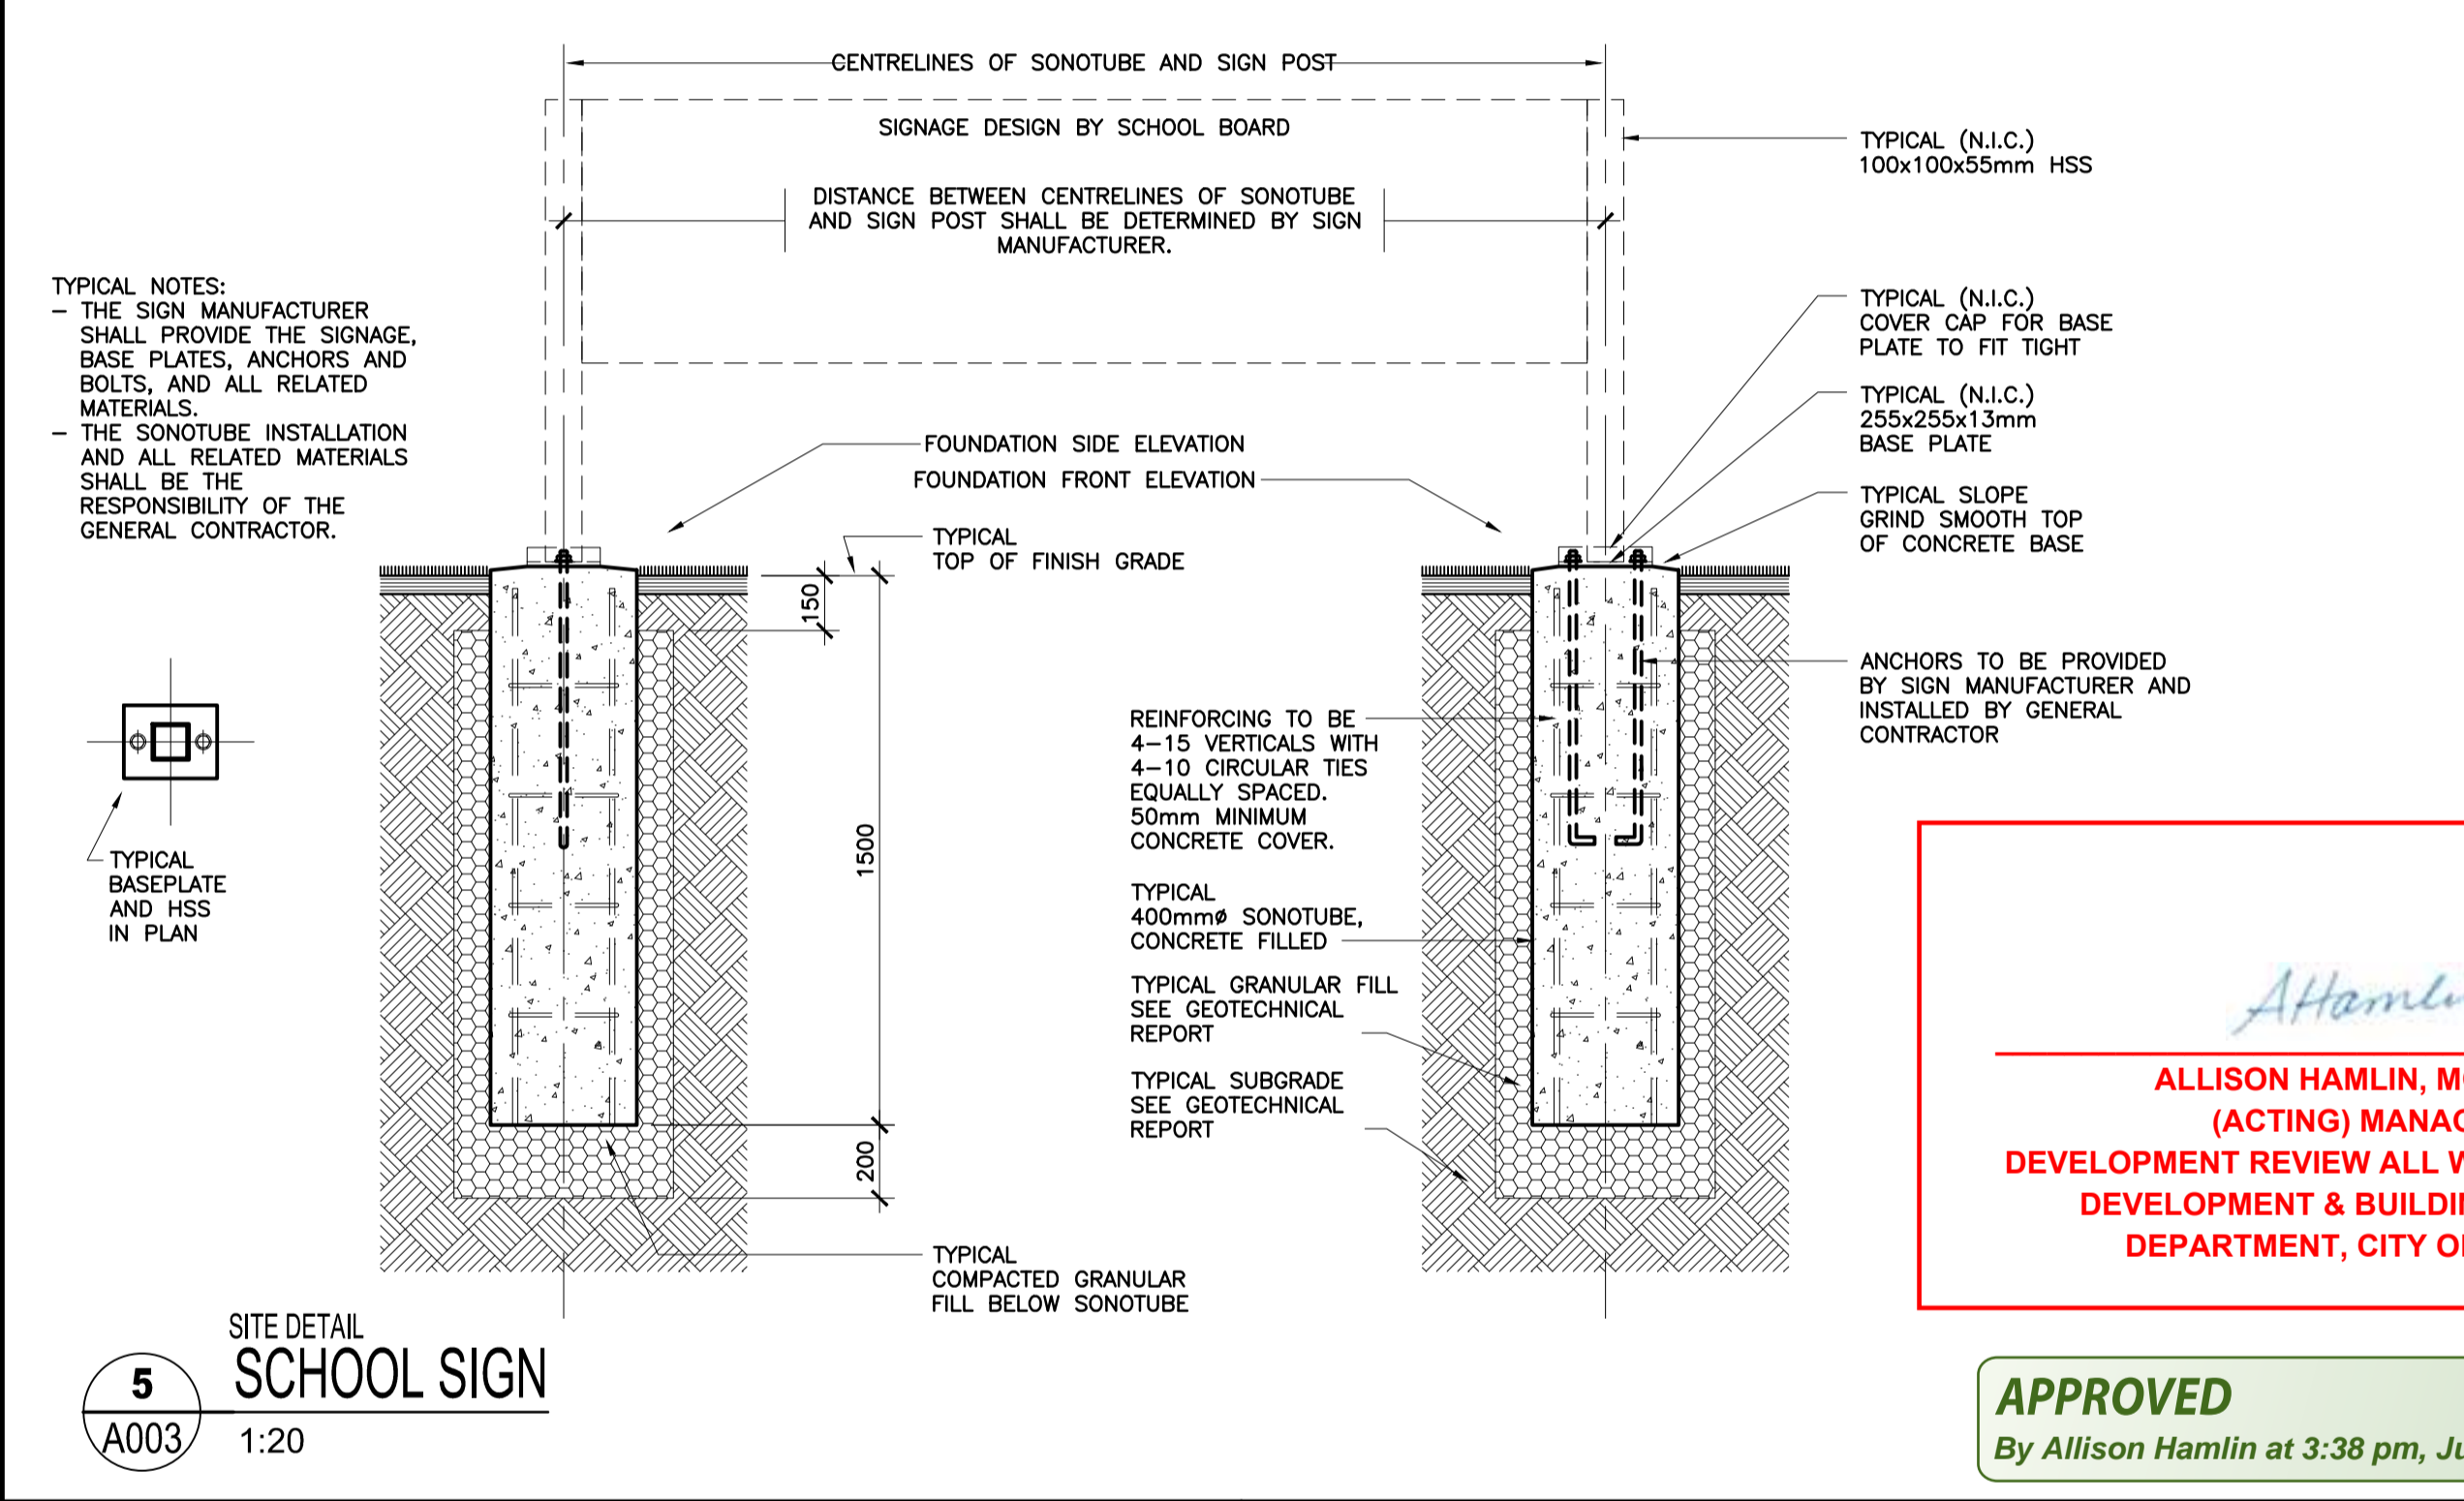 CENTRELINES OF SONOTUBE AND SIGN POST
SIGNAGE DESIGN BY SCHOOL BOARD
DISTANCE BETWEEN CENTRELINES OF SONOTUBE
AND SIGN POST SHALL BE DETERMINED BY SIGN
MANUFACTURER.
TYPICAL (N.I.C.)
100x100x55mm HSS
TYPICAL NOTES:
– THE SIGN MANUFACTURER
SHALL PROVIDE THE SIGNAGE,
BASE PLATES, ANCHORS AND
BOLTS, AND ALL RELATED
MATERIALS.
– THE SONOTUBE INSTALLATION
AND ALL RELATED MATERIALS
SHALL BE THE
RESPONSIBILITY OF THE
GENERAL CONTRACTOR.
TYPICAL (N.I.C.)
COVER CAP FOR BASE
PLATE TO FIT TIGHT
TYPICAL (N.I.C.)
255x255x13mm
BASE PLATE
FOUNDATION SIDE ELEVATION
FOUNDATION FRONT ELEVATION
TYPICAL
TOP OF FINISH GRADE
TYPICAL SLOPE
GRIND SMOOTH TOP
OF CONCRETE BASE
150
1500
200
ANCHORS TO BE PROVIDED
BY SIGN MANUFACTURER AND
INSTALLED BY GENERAL
CONTRACTOR
REINFORCING TO BE
4–15 VERTICALS WITH
4–10 CIRCULAR TIES
EQUALLY SPACED.
50mm MINIMUM
CONCRETE COVER.
TYPICAL
400mmø SONOTUBE,
CONCRETE FILLED
TYPICAL GRANULAR FILL
SEE GEOTECHNICAL
REPORT
TYPICAL SUBGRADE
SEE GEOTECHNICAL
REPORT
TYPICAL
BASEPLATE
AND HSS
IN PLAN
TYPICAL
COMPACTED GRANULAR
FILL BELOW SONOTUBE
AHamli
ALLISON HAMLIN, M
(ACTING) MANAG
DEVELOPMENT REVIEW ALL W
DEVELOPMENT & BUILDI
DEPARTMENT, CITY O
APPROVED
By Allison Hamlin at 3:38 pm, Ju
SITE DETAIL
5 SCHOOL SIGN
A003 1:20